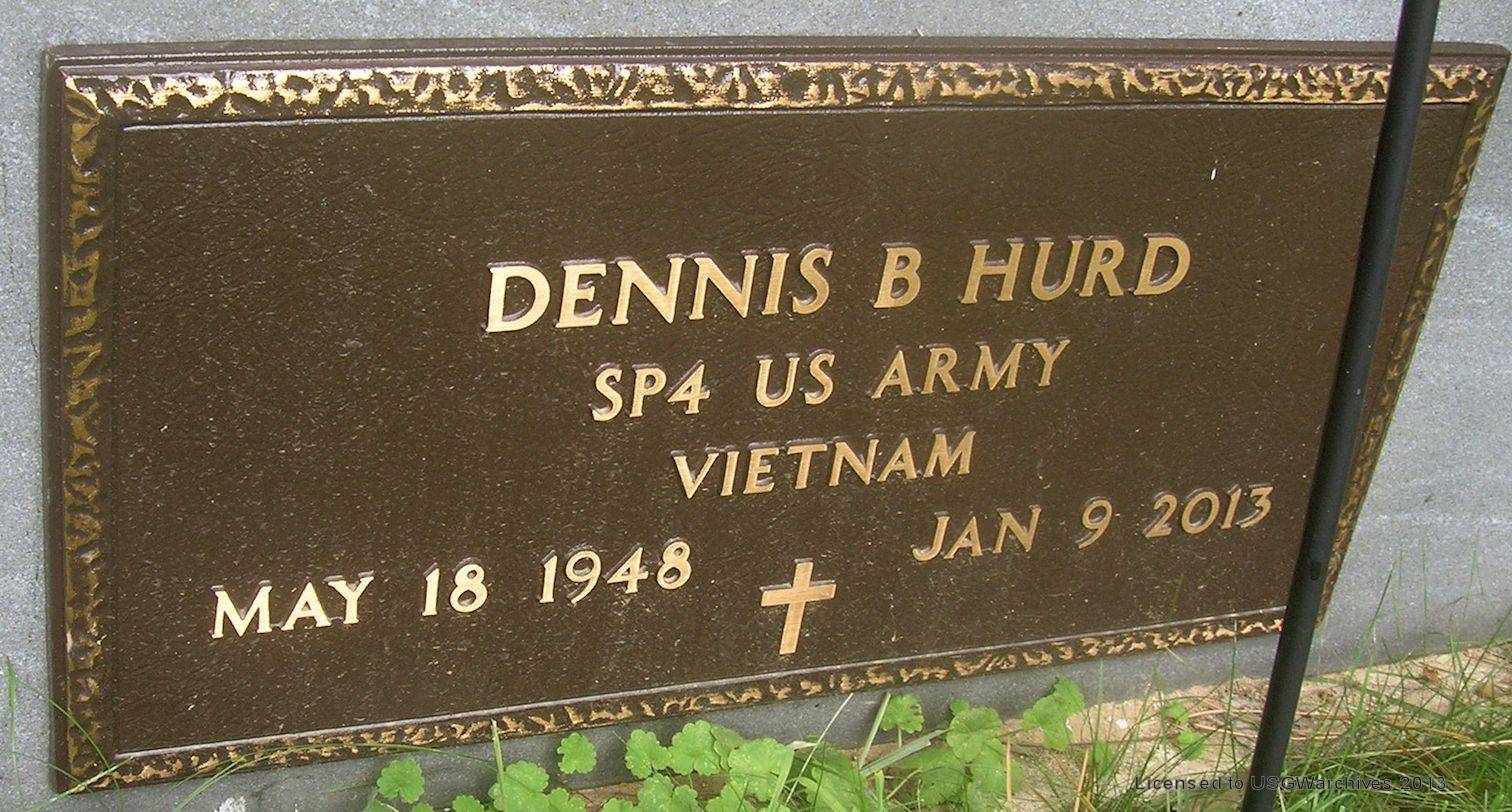 DENNIS B HURD
SP4 US ARMY
VIETNAM
MAY 18 1948 JAN 9 2013
Licensed to USGWarchives 2013